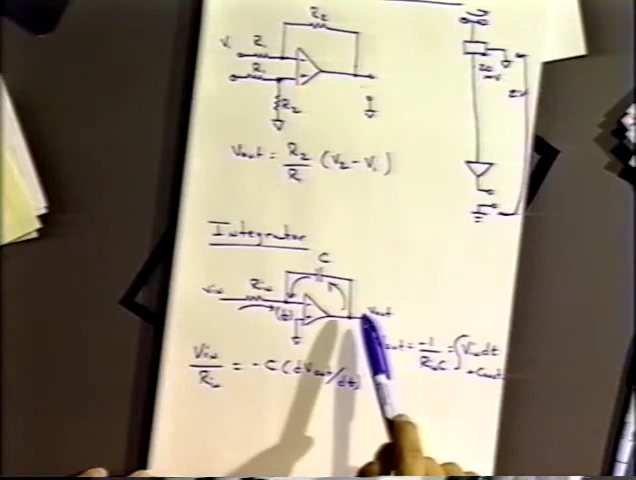 R₂
V₁ R₁
R₁
R₂
Vout = R₂/R₁ (V₂ - V₁)
Integrator
C
Vin Rin Vout
Vin/Rin = -C (dVout/dt)
Vout = -1/RinC ∫Vin dt
+Const